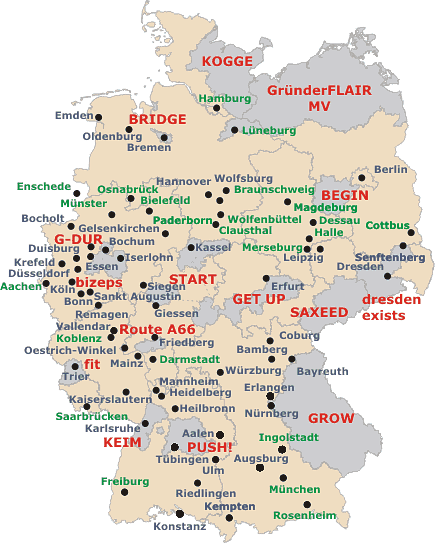 KOGGE
GründerFLAIR
MV
Hamburg
Emden
BRIDGE
Lüneburg
Oldenburg
Bremen
Berlin
Hannover
Wolfsburg
Enschede
Osnabrück
Braunschweig
BEGIN
Münster
Bielefeld
Magdeburg
Bocholt
Paderborn
Wolfenbüttel
Dessau
Cottbus
Gelsenkirchen
Clausthal
Halle
G-DUR
Bochum
Kassel
Merseburg
Duisburg
Leipzig
Senftenberg
Krefeld
Essen
Iserlohn
Dresden
Düsseldorf
START
Aachen
bizeps
Siegen
Erfurt
Köln
Sankt Augustin
GET UP
dresden
exists
Bonn
Remagen
Giessen
SAXEED
Vallendar
Route A66
Coburg
Koblenz
Friedberg
Oestrich-Winkel
Bamberg
fit
Mainz
Darmstadt
Würzburg
Bayreuth
Trier
Mannheim
Erlangen
Kaiserslautern
Heidelberg
Saarbrücken
Heilbronn
Nürnberg
GROW
Karlsruhe
Aalen
Ingolstadt
KEIM
PUSH!
Tübingen
Augsburg
Ulm
Freiburg
Riedlingen
München
Kempten
Rosenheim
Konstanz